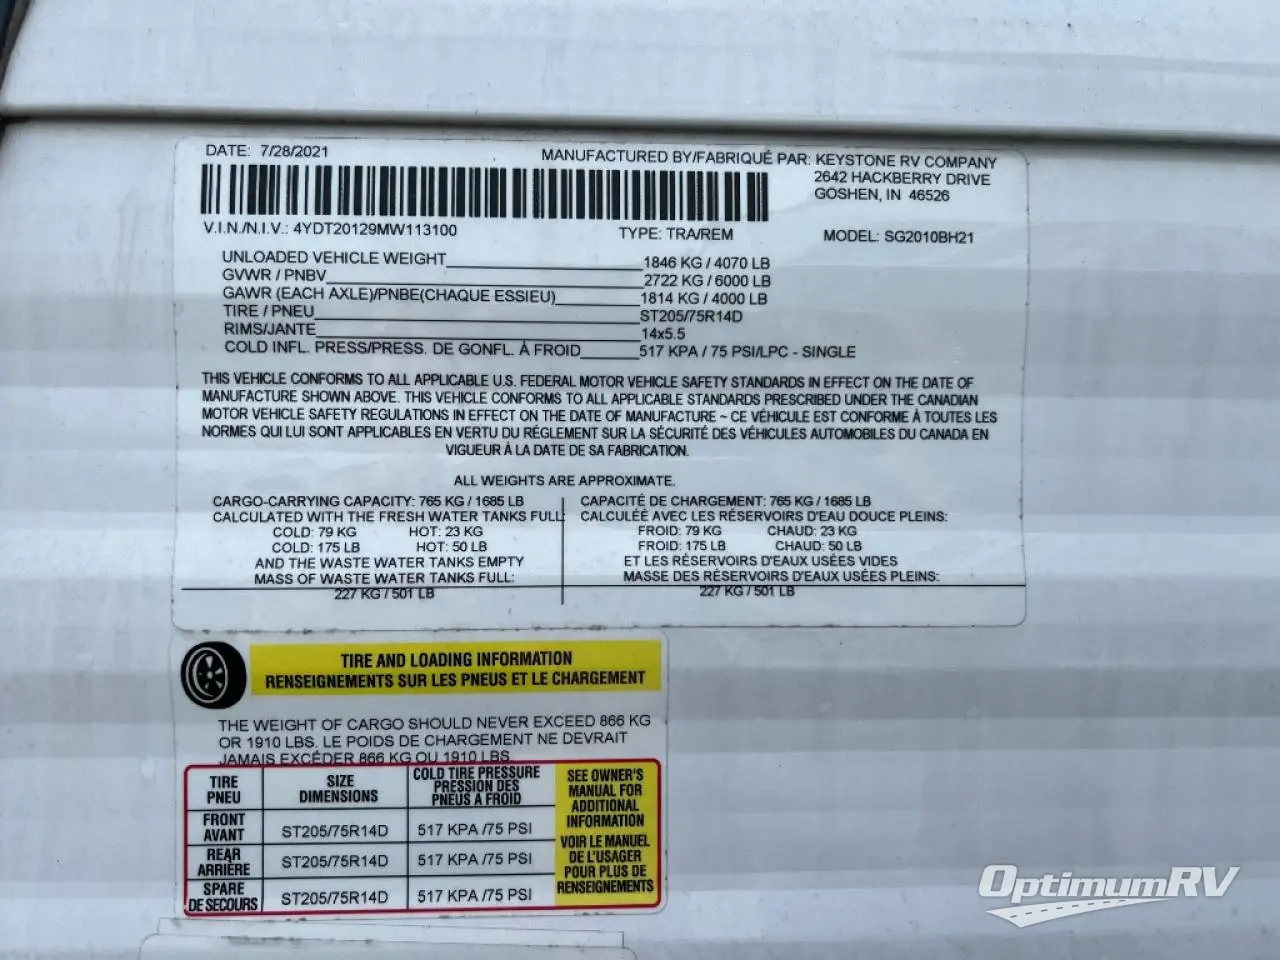 DATE: 7/28/2021
MANUFACTURED BY/FABRIQUÉ PAR: KEYSTONE RV COMPANY
2642 HACKBERRY DRIVE
GOSHEN, IN 46526
V.I.N./N.I.V.: 4YDT20129MW113100
TYPE: TRA/REM
MODEL: SG2010BH21
UNLOADED VEHICLE WEIGHT 1846 KG / 4070 LB
GVWR / PNBV 2722 KG / 6000 LB
GAWR (EACH AXLE)/PNBE(CHAQUE ESSIEU) 1814 KG / 4000 LB
TIRE / PNEU ST205/75R14D
RIMS/JANTE 14x5.5
COLD INFL. PRESS/PRESS. DE GONFL. À FROID 517 KPA / 75 PSI/LPC - SINGLE
THIS VEHICLE CONFORMS TO ALL APPLICABLE U.S. FEDERAL MOTOR VEHICLE SAFETY STANDARDS IN EFFECT ON THE DATE OF
MANUFACTURE SHOWN ABOVE. THIS VEHICLE CONFORMS TO ALL APPLICABLE STANDARDS PRESCRIBED UNDER THE CANADIAN
MOTOR VEHICLE SAFETY REGULATIONS IN EFFECT ON THE DATE OF MANUFACTURE ~ CE VÉHICULE EST CONFORME À TOUTES LES
NORMES QUI LUI SONT APPLICABLES EN VERTU DU RÉGLEMENT SUR LA SÉCURITÉ DES VÉHICULES AUTOMOBILES DU CANADA EN
VIGUEUR À LA DATE DE SA FABRICATION.
ALL WEIGHTS ARE APPROXIMATE.
CARGO-CARRYING CAPACITY: 765 KG / 1685 LB
CALCULATED WITH THE FRESH WATER TANKS FULL:
COLD: 79 KG HOT: 23 KG
COLD: 175 LB HOT: 50 LB
AND THE WASTE WATER TANKS EMPTY
MASS OF WASTE WATER TANKS FULL:
227 KG / 501 LB
CAPACITÉ DE CHARGEMENT: 765 KG / 1685 LB
CALCULÉE AVEC LES RÉSERVOIRS D'EAU DOUCE PLEINS:
FROID: 79 KG CHAUD: 23 KG
FROID: 175 LB CHAUD: 50 LB
ET LES RÉSERVOIRS D'EAUX USÉES VIDES
MASSE DES RÉSERVOIRS D'EAUX USÉES PLEINS:
227 KG / 501 LB
TIRE AND LOADING INFORMATION
RENSEIGNEMENTS SUR LES PNEUS ET LE CHARGEMENT
THE WEIGHT OF CARGO SHOULD NEVER EXCEED 866 KG
OR 1910 LBS. LE POIDS DE CHARGEMENT NE DEVRAIT
JAMAIS EXCÉDER 866 KG OU 1910 LBS.
TIRE
PNEU
SIZE
DIMENSIONS
COLD TIRE PRESSURE
PRESSION DES
PNEUS A FROID
FRONT
AVANT
ST205/75R14D
517 KPA /75 PSI
REAR
ARRIÈRE
ST205/75R14D
517 KPA /75 PSI
SPARE
DE SECOURS
ST205/75R14D
517 KPA /75 PSI
SEE OWNER'S
MANUAL FOR
ADDITIONAL
INFORMATION
VOIR LE MANUEL
DE L'USAGER
POUR PLUS DE
RENSEIGNEMENTS
OptimumRV